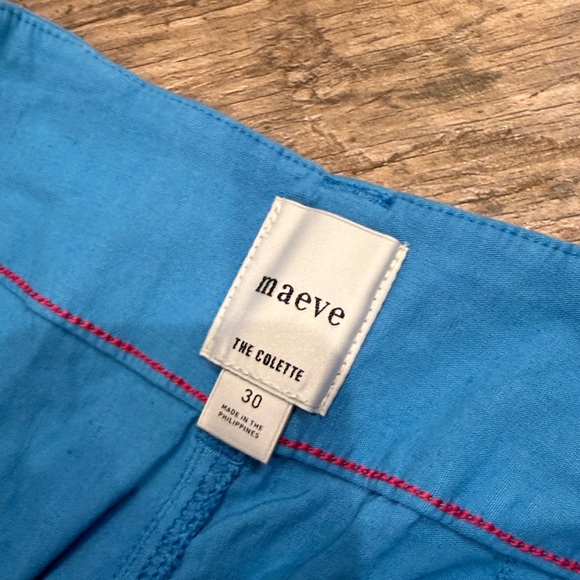 maeve
THE COLETTE
30
MADE IN THE
PHILIPPINES